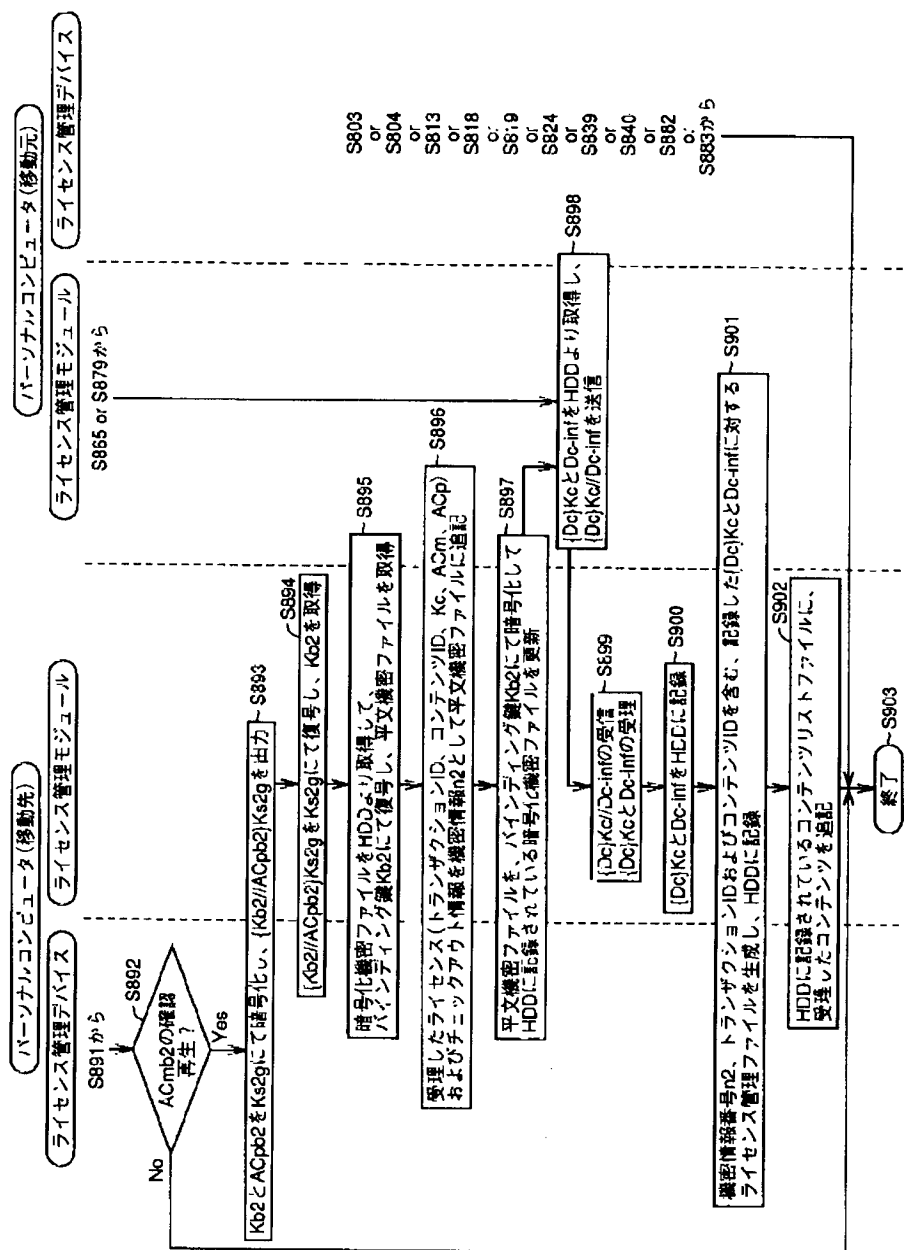 パーソナルコンピュータ(移動先)
パーソナルコンピュータ(移動元)
ライセンス管理デバイス
ライセンス管理モジュール
ライセンス管理モジュール
ライセンス管理デバイス
S891から
S865 or S879から
S892
ACmb2の確認
再生?
No
Yes
S893
Kb2とACpb2をKs2gにて暗号化し、{Kb2//ACpb2}Ks2gを出力
S894
{Kb2//ACpb2}Ks2gをKs2gにて復号し、Kb2を取得
S895
暗号化機密ファイルをHDDより取得して、
バインディング鍵Kb2にて復号し、平文機密ファイルを取得
S896
受理したライセンス(トランザクションID、コンテンツID、Kc、ACm、ACp)
およびチェックアウト情報を機密情報n2として平文機密ファイルに追記
S897
平文機密ファイルを、バインディング鍵Kb2にて暗号化して
HDDに記録されている暗号化機密ファイルを更新
S898
{Dc}KcとDc-infをHDDより取得し、
{Dc}Kc//Dc-infを送信
S899
{Dc}Kc//Dc-infの受信
{Dc}KcとDc-infの受理
S900
{Dc}KcとDc-infをHDDに記録
S901
機密情報番号n2、トランザクションIDおよびコンテンツIDを含む、記録した{Dc}KcとDc-infに対する
ライセンス管理ファイルを生成し、HDDに記録
S902
HDDに記録されているコンテンツリストファイルに、
受理したコンテンツを追記
S803
or
S804
or
S813
or
S818
or
S819
or
S824
or
S839
or
S840
or
S882
or
S883から
終了
S903